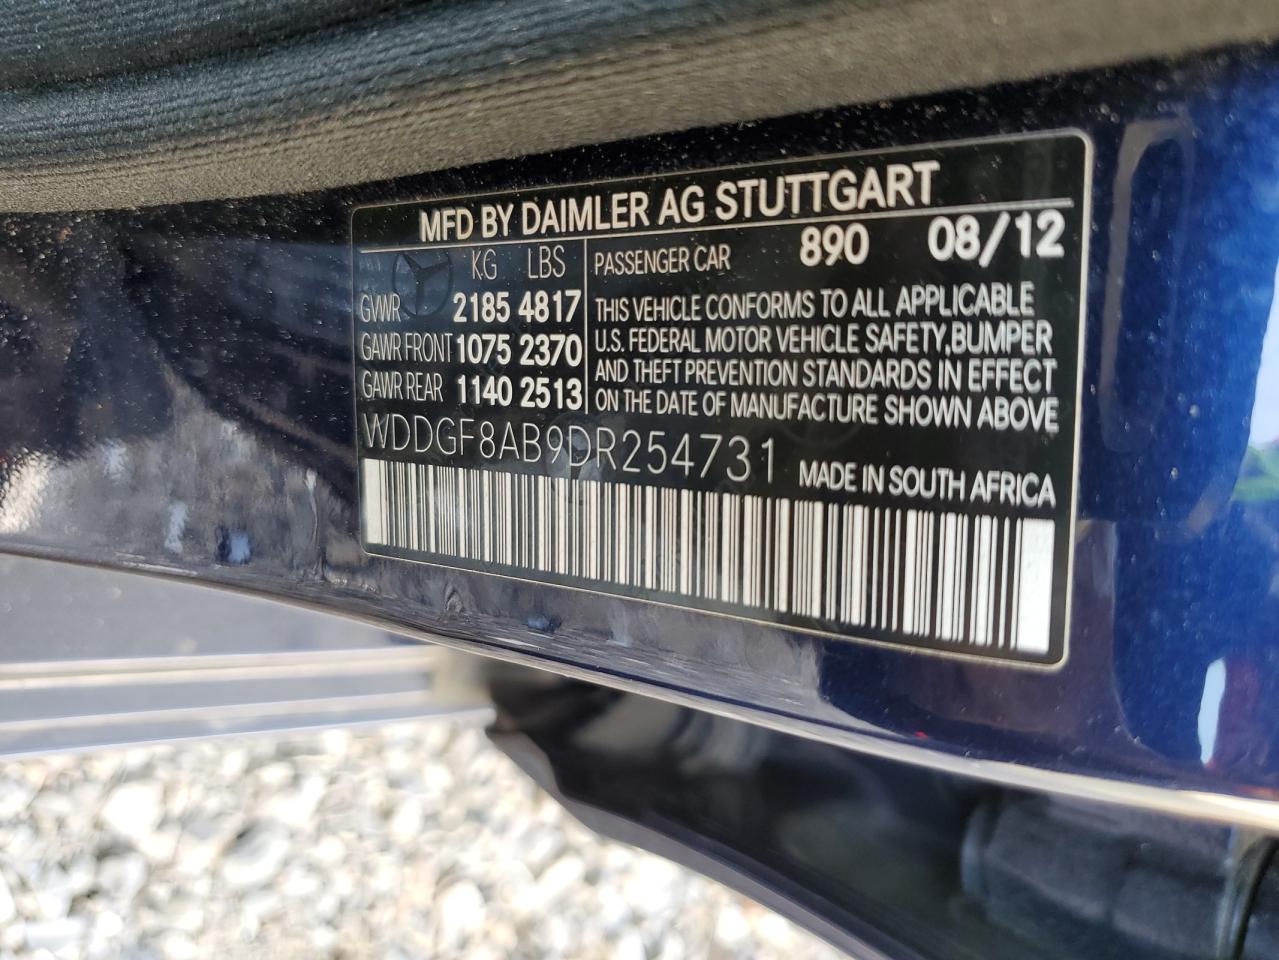 MFD BY DAIMLER AG STUTTGART
KG LBS
GVWR 2185 4817
GAWR FRONT 1075 2370
GAWR REAR 1140 2513
PASSENGER CAR 890 08/12
THIS VEHICLE CONFORMS TO ALL APPLICABLE
U.S. FEDERAL MOTOR VEHICLE SAFETY,BUMPER
AND THEFT PREVENTION STANDARDS IN EFFECT
ON THE DATE OF MANUFACTURE SHOWN ABOVE
WDDGF8AB9DR254731
MADE IN SOUTH AFRICA